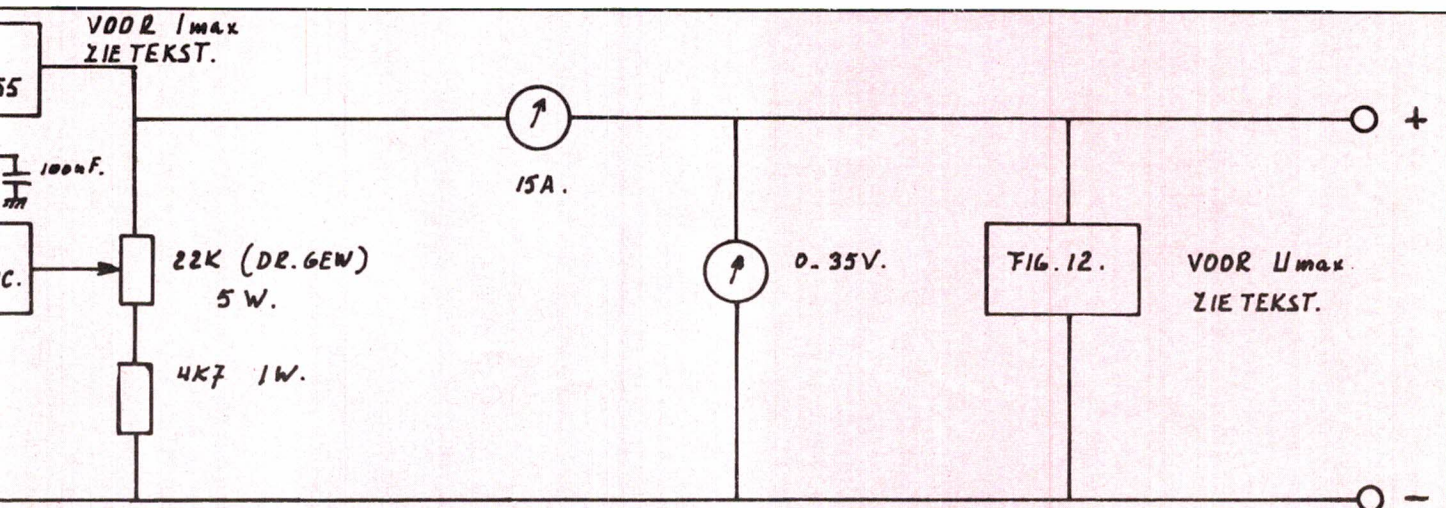 VOOR Imax
ZIE TEKST.
55
100nF.
C.
15A.
22K (DR.GEW)
5 W.
4K7 1W.
0-35V.
FIG.12.
VOOR Umax
ZIE TEKST.
+
-